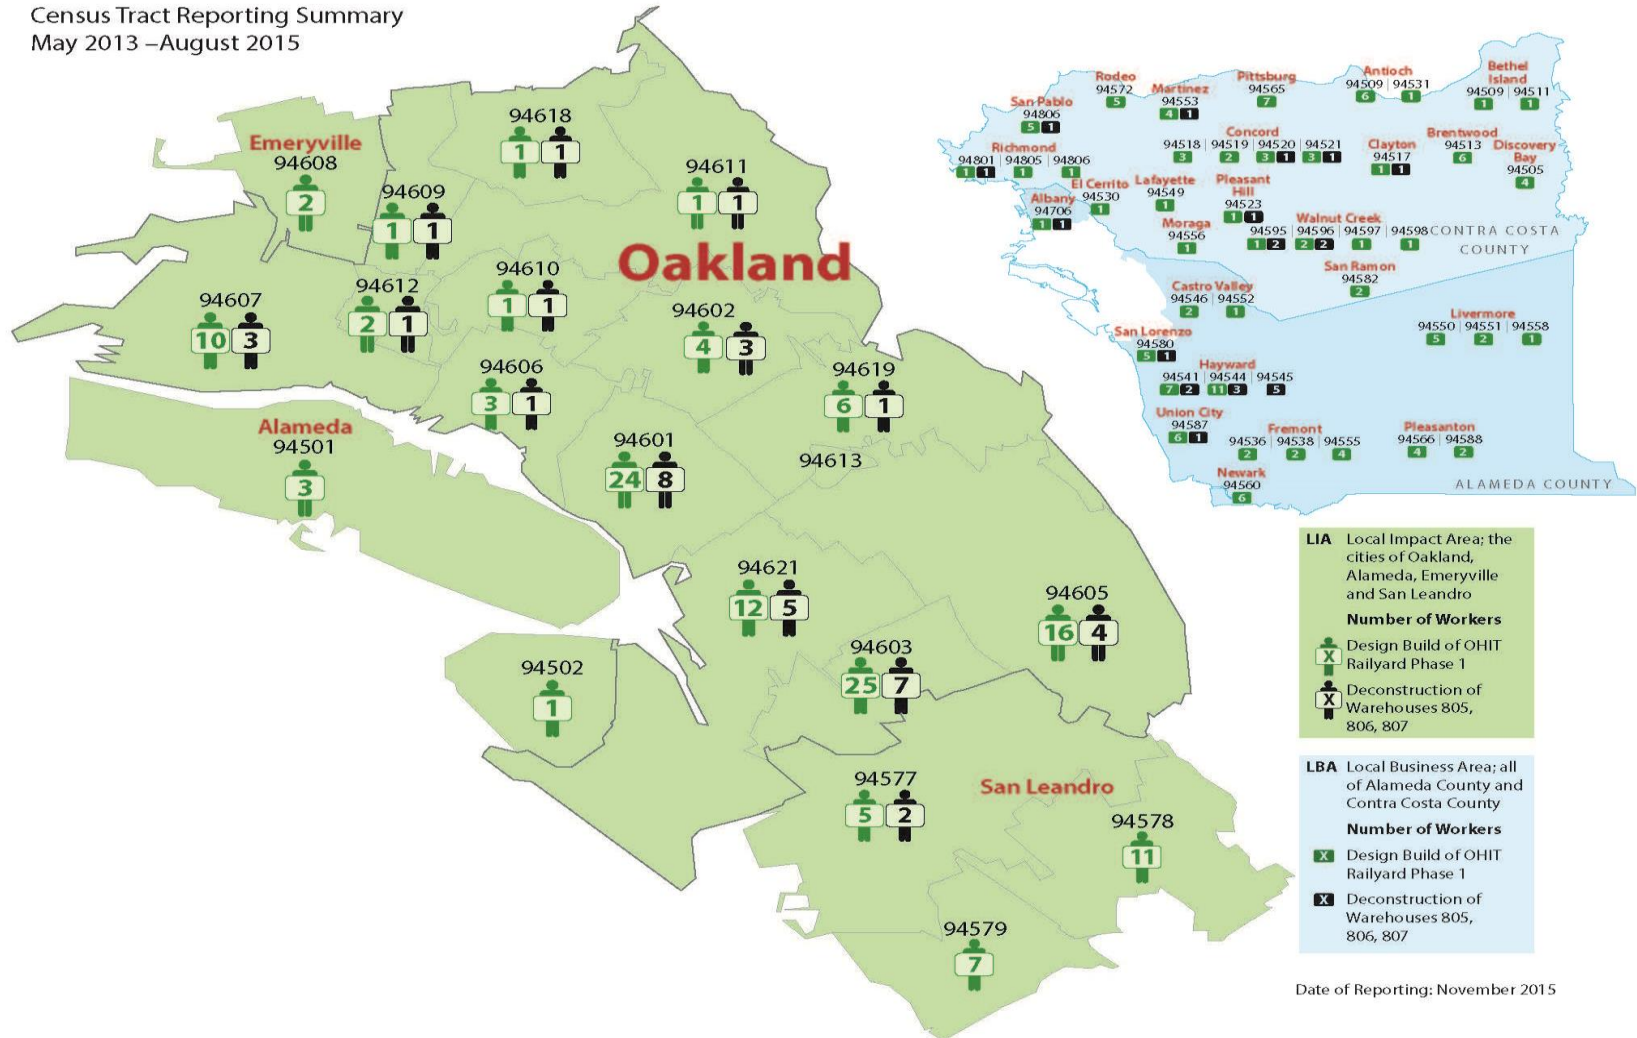 Census Tract Reporting Summary
May 2013 –August 2015
94618
1 1
Emeryville
94608
2
94609
1 1
94611
1 1
Oakland
94610
1 1
94612
2 1
94607
10 3
94602
4 3
94606
3 1
94619
6 1
Alameda
94501
3
94601
24 8
94613
94621
12 5
94605
16 4
94603
25 7
94502
1
94577
5 2
San Leandro
94578
11
94579
7
Rodeo
94572
5
Martinez
94553
4 1
Pittsburg
94565
7
Antioch
94509 94531
6 1
Bethel
Island
94509 94511
1 1
San Pablo
94806
5 1
Richmond
94801 94805 94806
1 1 1 1
Concord
94518 94519 94520 94521
3 2 3 1 3 1
Clayton
94517
1 1
Brentwood
94513
6
Discovery
Bay
94505
4
El Cerrito
94530
1
Albany
94706
1 1
Lafayette
94549
1
Pleasant
Hill
94523
1 1
Moraga
94556
1
Walnut Creek
94595 94596 94597 94598
1 2 2 2 1 1
CONTRA COSTA
COUNTY
San Ramon
94582
2
Castro Valley
94546 94552
2 1
San Lorenzo
94580
5 1
Livermore
94550 94551 94558
5 2 1
Hayward
94541 94544 94545
7 2 11 3 5
Union City
94587
6 1
Fremont
94536 94538 94555
2 2 4
Pleasanton
94566 94588
4 2
Newark
94560
6
ALAMEDA COUNTY
LIA Local Impact Area; the
cities of Oakland,
Alameda, Emeryville
and San Leandro
Number of Workers
X Design Build of OHIT
Railyard Phase 1
X Deconstruction of
Warehouses 805,
806, 807
LBA Local Business Area; all
of Alameda County and
Contra Costa County
Number of Workers
X Design Build of OHIT
Railyard Phase 1
X Deconstruction of
Warehouses 805,
806, 807
Date of Reporting: November 2015